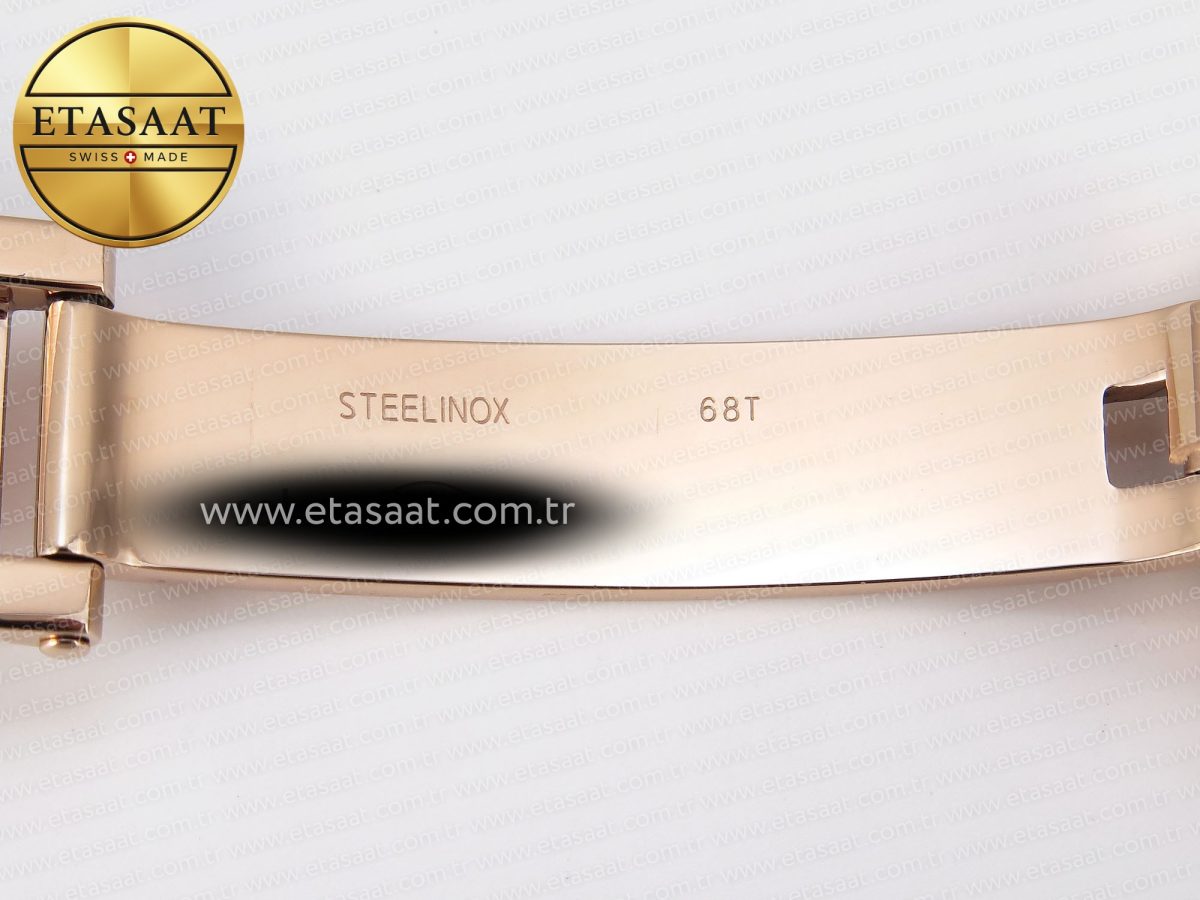 ETASAAT
SWISS MADE
STEELINOX 68T
www.etasaat.com.tr